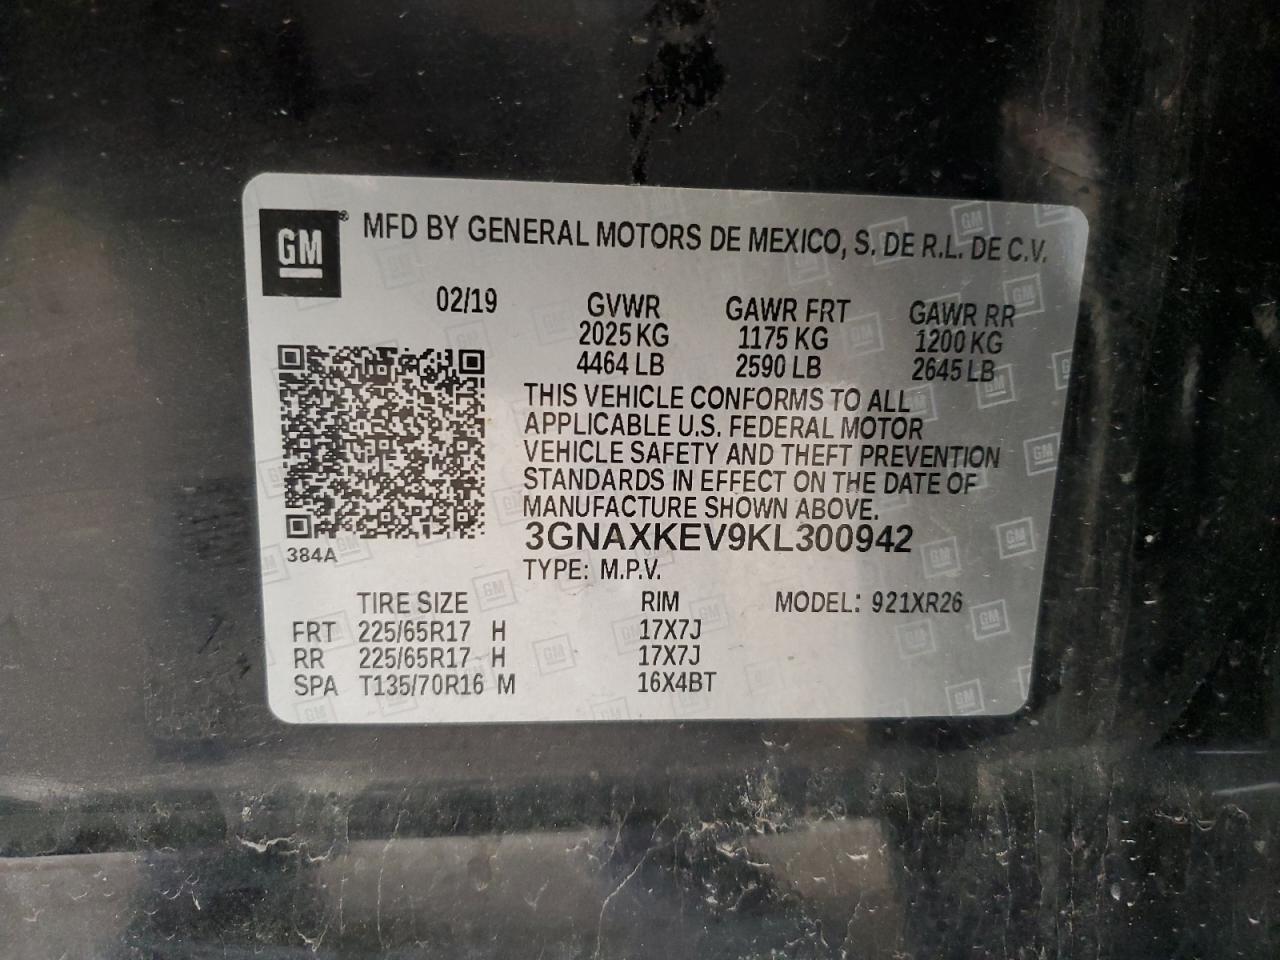 GM ® MFD BY GENERAL MOTORS DE MEXICO, S. DE R.L. DE C.V.
02/19 GVWR GAWR FRT GAWR RR
2025 KG 1175 KG 1200 KG
4464 LB 2590 LB 2645 LB
THIS VEHICLE CONFORMS TO ALL
APPLICABLE U.S. FEDERAL MOTOR
VEHICLE SAFETY AND THEFT PREVENTION
STANDARDS IN EFFECT ON THE DATE OF
MANUFACTURE SHOWN ABOVE.
3GNAXKEV9KL300942
384A
TYPE: M.P.V.
TIRE SIZE RIM MODEL: 921XR26
FRT 225/65R17 H 17X7J
RR 225/65R17 H 17X7J
SPA T135/70R16 M 16X4BT